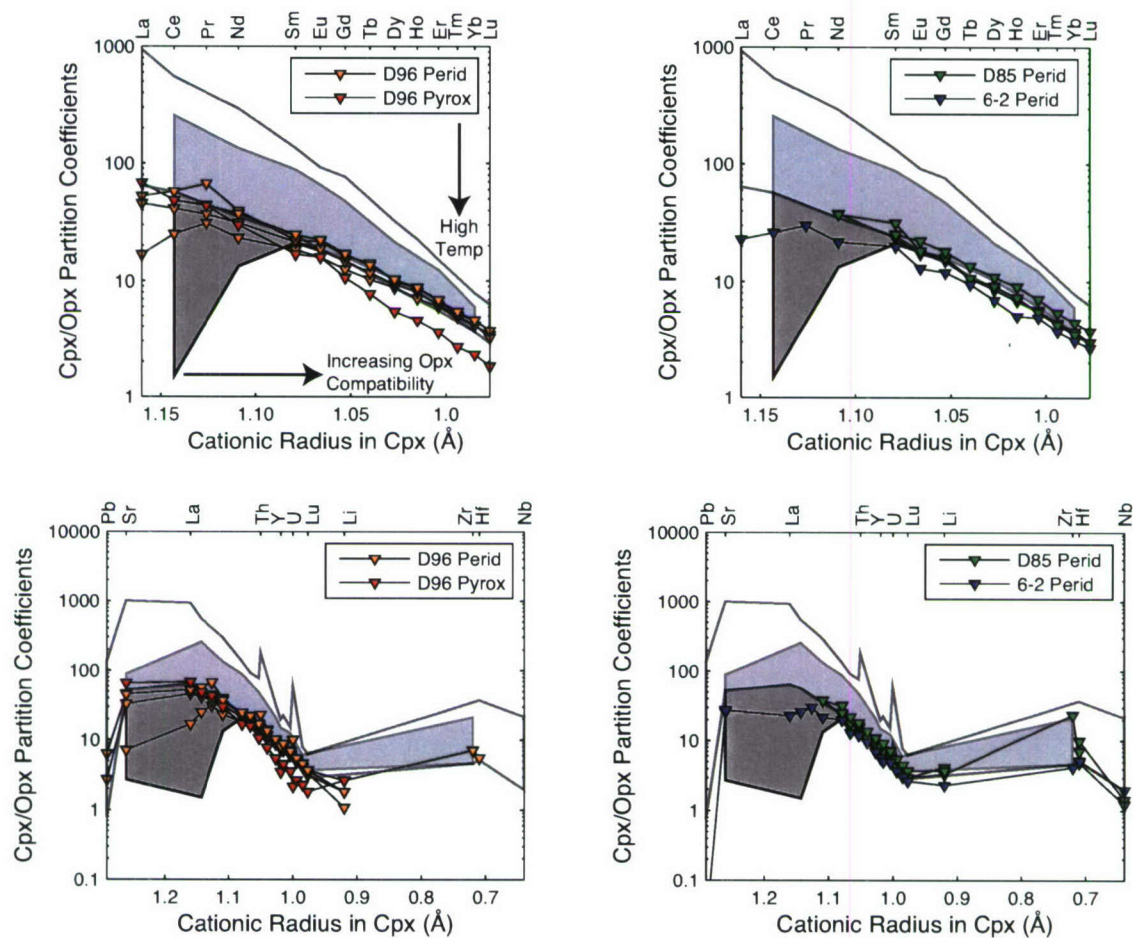 La Ce Pr Nd Sm Eu Gd Tb Dy Ho Er Tm Yb Lu
1000
100
10
1
Cpx/Opx Partition Coefficients
D96 Perid
D96 Pyrox
High
Temp
Increasing Opx
Compatibility
1.15 1.10 1.05 1.0
Cationic Radius in Cpx (Å)
La Ce Pr Nd Sm Eu Gd Tb Dy Ho Er Tm Yb Lu
1000
100
10
1
Cpx/Opx Partition Coefficients
D85 Perid
6-2 Perid
1.15 1.10 1.05 1.0
Cationic Radius in Cpx (Å)
Pb Sr La Th Y U Lu Li Zr Hf Nb
10000
1000
100
10
1
0.1
Cpx/Opx Partition Coefficients
D96 Perid
D96 Pyrox
1.2 1.1 1.0 0.9 0.8 0.7
Cationic Radius in Cpx (Å)
Pb Sr La Th Y U Lu Li Zr Hf Nb
10000
1000
100
10
1
0.1
Cpx/Opx Partition Coefficients
D85 Perid
6-2 Perid
1.2 1.1 1.0 0.9 0.8 0.7
Cationic Radius in Cpx (Å)